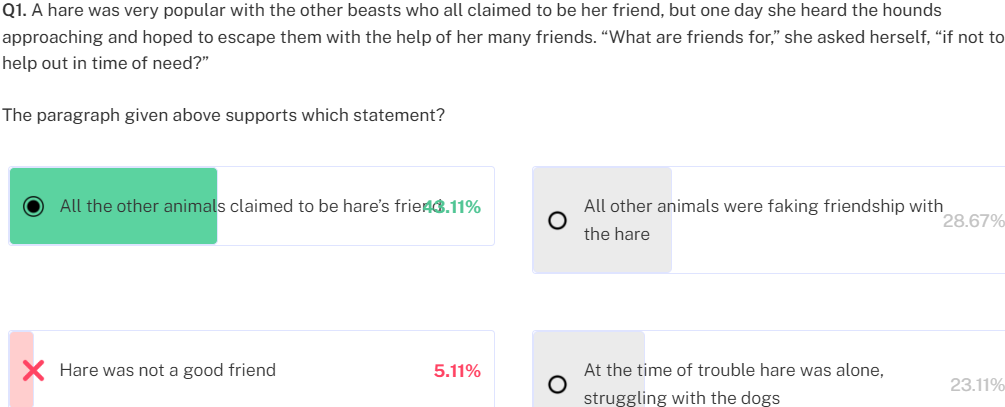 Q1. A hare was very popular with the other beasts who all claimed to be her friend, but one day she heard the hounds
approaching and hoped to escape them with the help of her many friends. “What are friends for,” she asked herself, “if not to
help out in time of need?”
The paragraph given above supports which statement?
All the other animals claimed to be hare’s friend 43.11%
All other animals were faking friendship with
the hare
28.67%
Hare was not a good friend 5.11%
At the time of trouble hare was alone,
struggling with the dogs
23.11%